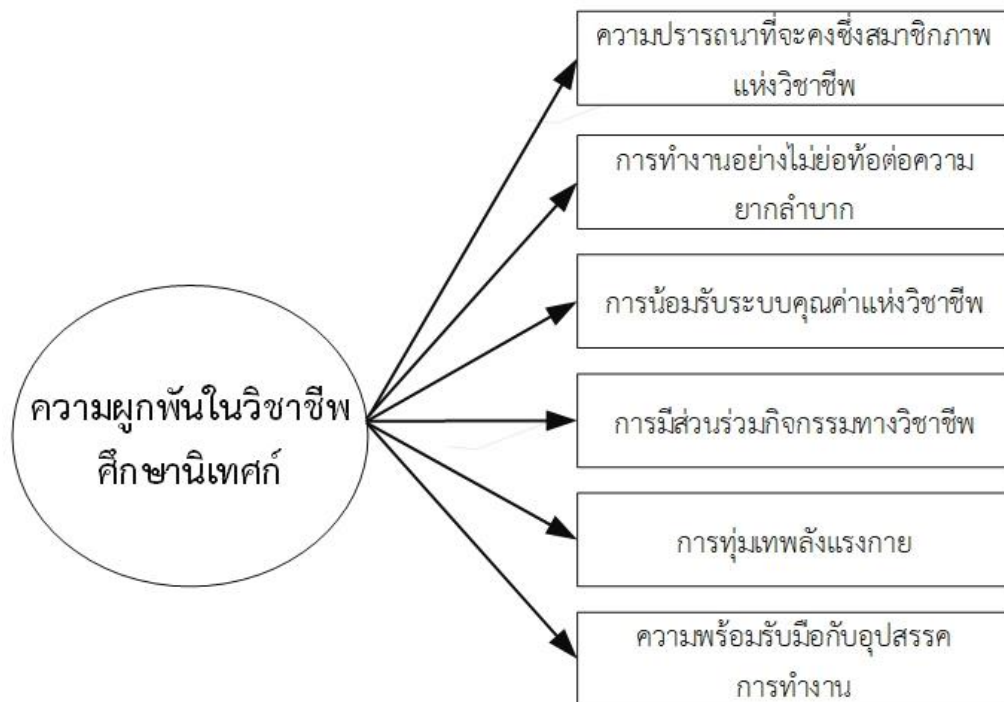 ความปรารถนาที่จะคงซึ่งสมาชิกภาพ
แห่งวิชาชีพ
การทำงานอย่างไม่ย่อท้อต่อความ
ยากลำบาก
การน้อมรับระบบคุณค่าแห่งวิชาชีพ
ความผูกพันในวิชาชีพ
ศึกษานิเทศก์
การมีส่วนร่วมกิจกรรมทางวิชาชีพ
การทุ่มเทพลังแรงกาย
ความพร้อมรับมือกับอุปสรรค
การทำงาน